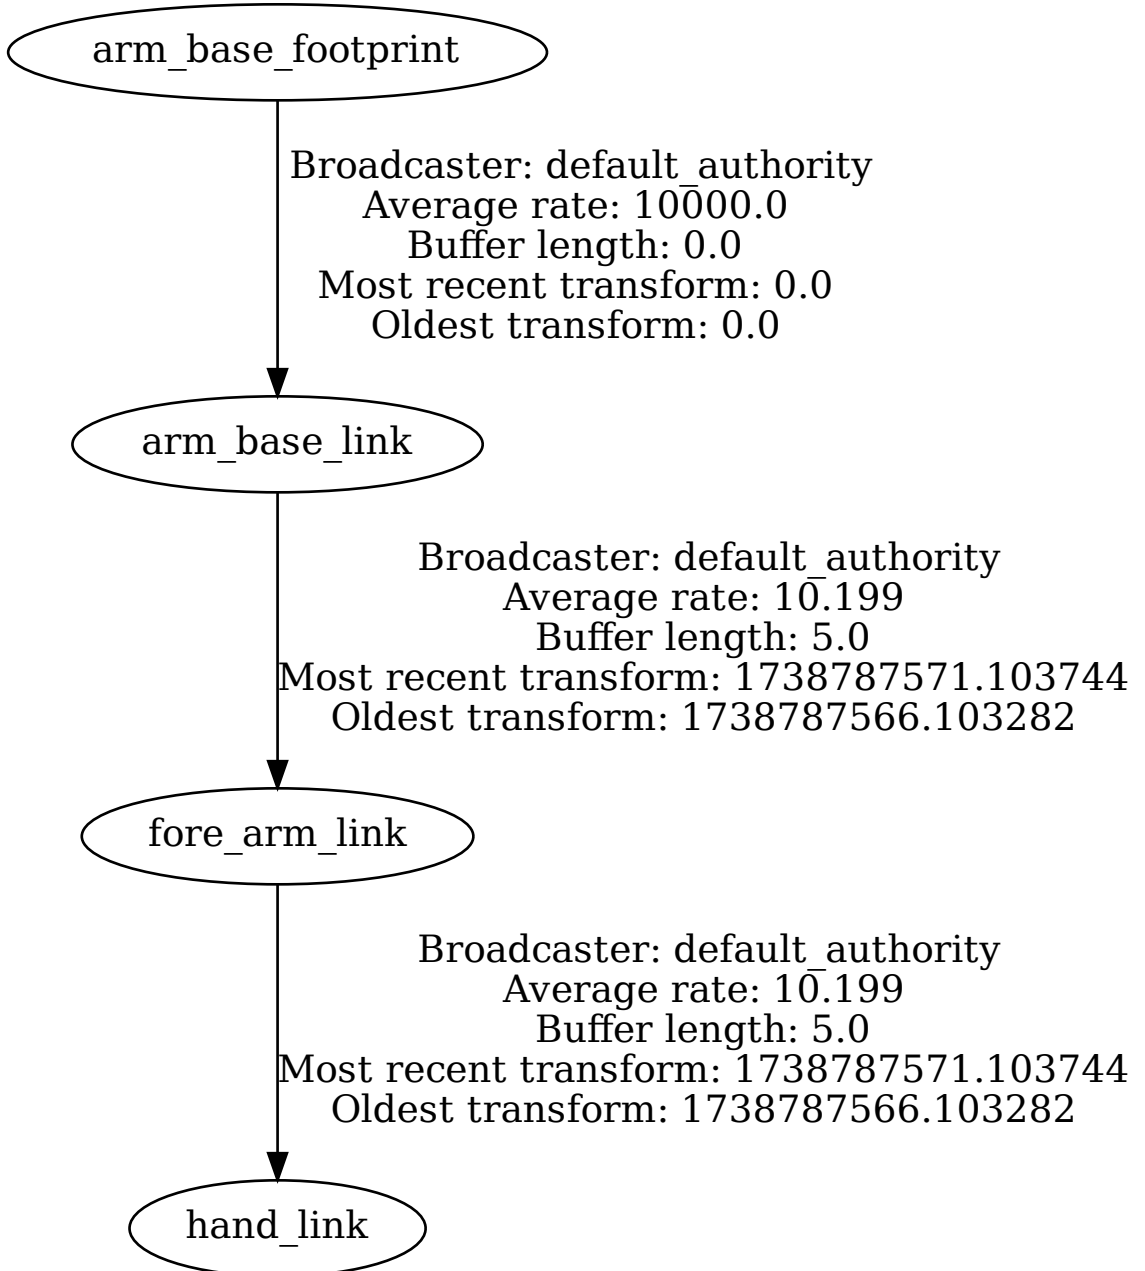 arm_base_footprint
Broadcaster: default_authority
Average rate: 10000.0
Buffer length: 0.0
Most recent transform: 0.0
Oldest transform: 0.0
arm_base_link
Broadcaster: default_authority
Average rate: 10.199
Buffer length: 5.0
Most recent transform: 1738787571.103744
Oldest transform: 1738787566.103282
fore_arm_link
Broadcaster: default_authority
Average rate: 10.199
Buffer length: 5.0
Most recent transform: 1738787571.103744
Oldest transform: 1738787566.103282
hand_link